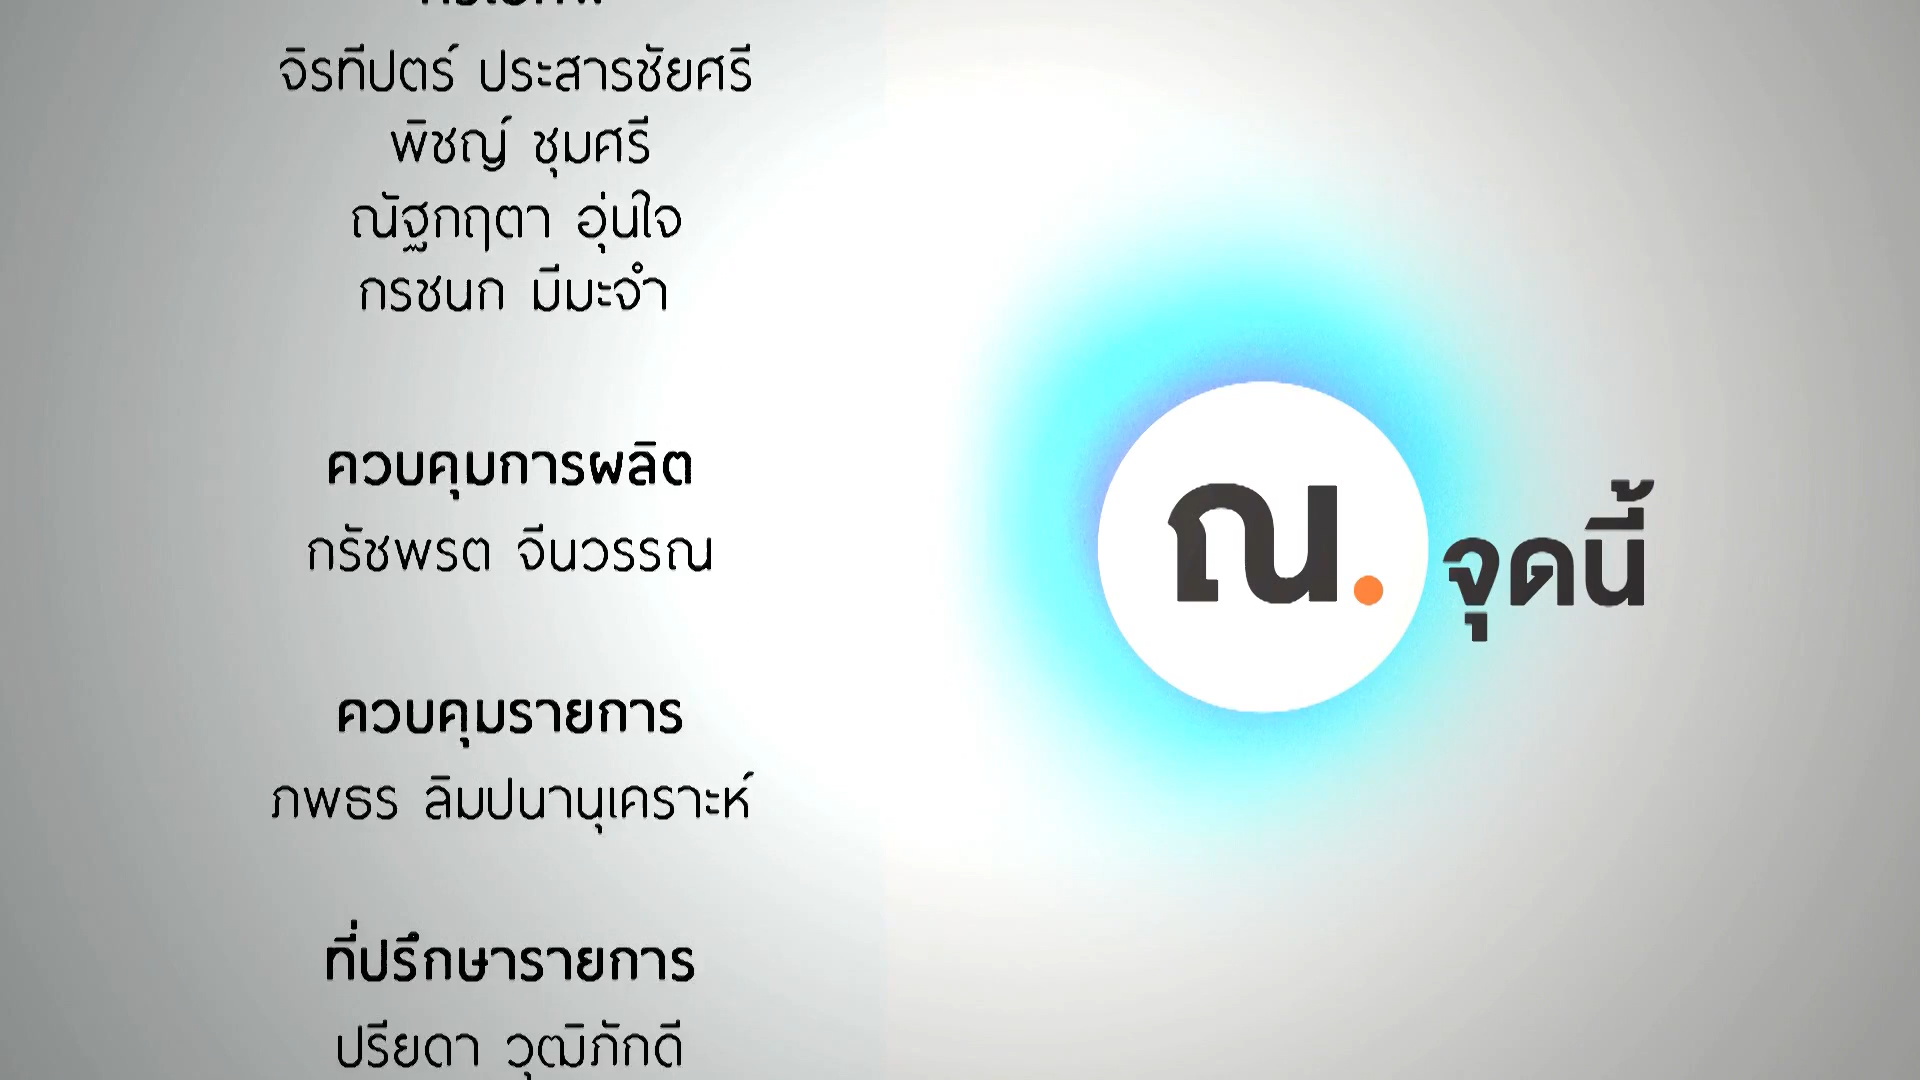 จิรทีปตร์ ประสารชัยศรี
พิชญ์ ชุมศรี
ณัฐกฤตา อุ่นใจ
กรชนก มีมะจำ
ควบคุมการผลิต
กรัชพรต จีนวรรณ
ควบคุมรายการ
ภพธร ลิมปนานุเคราะห์
ที่ปรึกษารายการ
ปรียดา วุฒิภักดี
ณ. จุดนี้